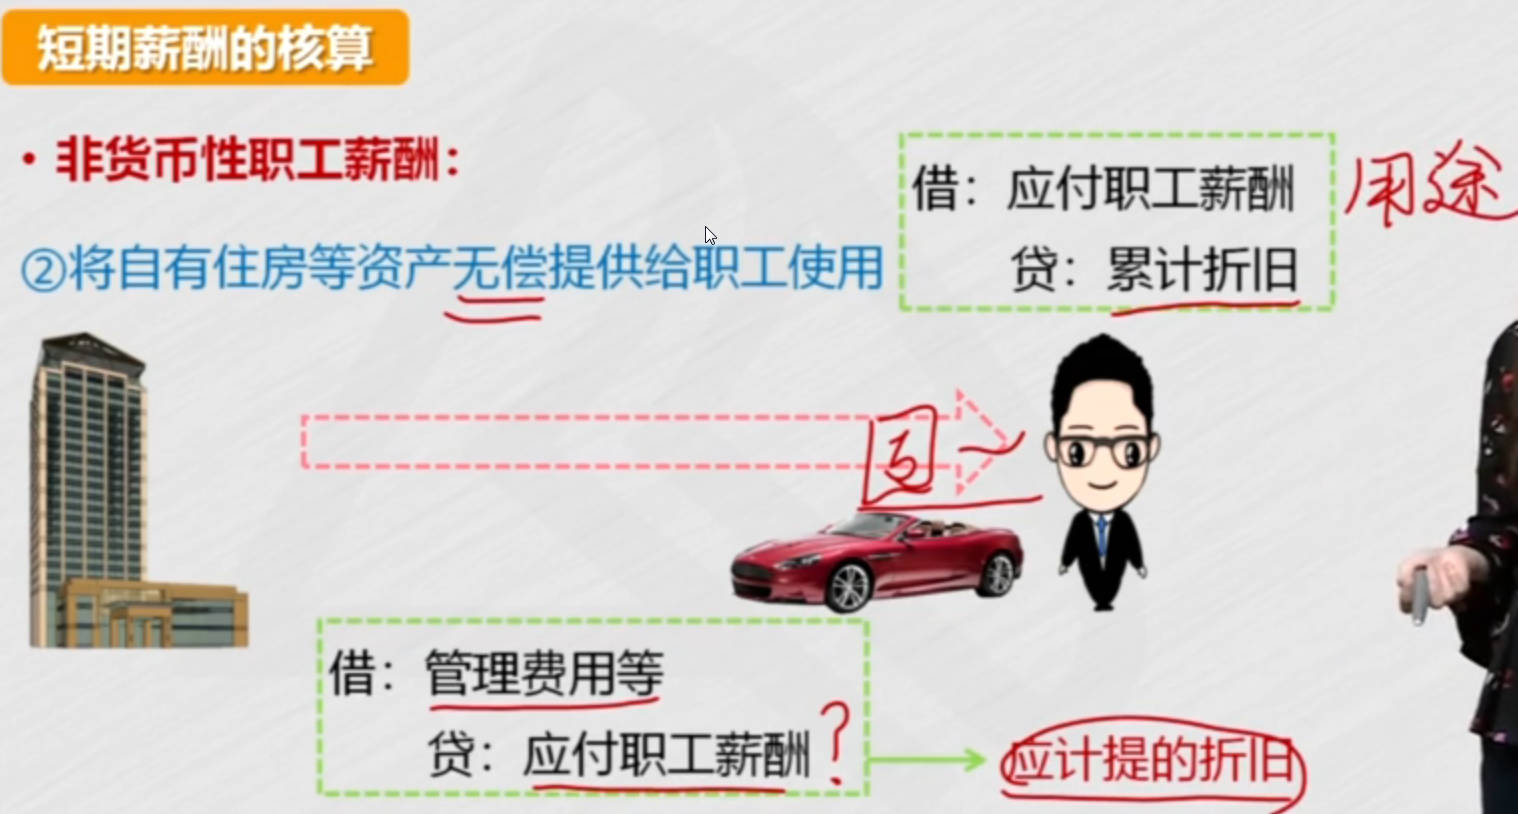 短期薪酬的核算
• 非货币性职工薪酬：
②将自有住房等资产无偿提供给职工使用
借：应付职工薪酬
贷：累计折旧
用途
借：管理费用等
贷：应付职工薪酬
?
应计提的折旧